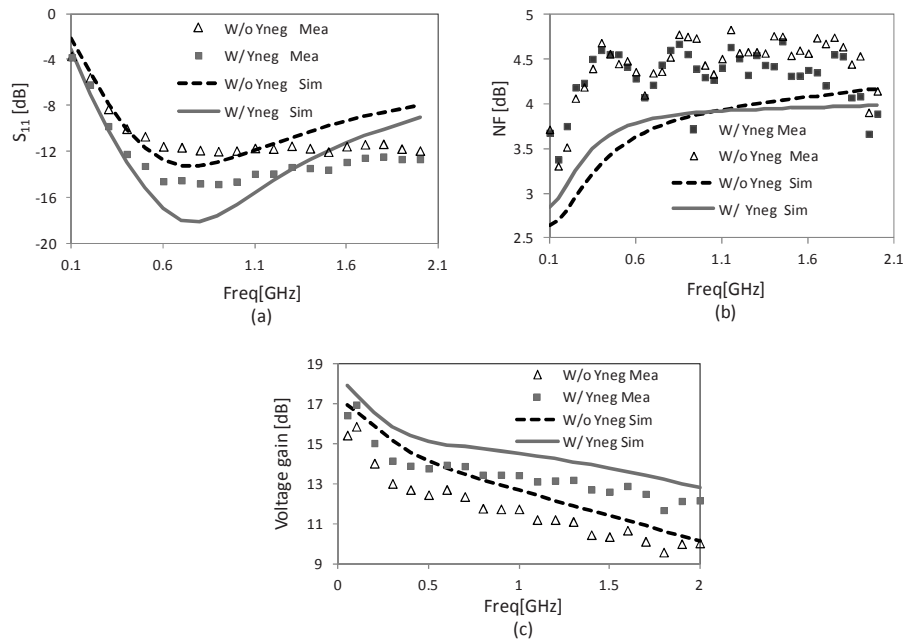 0
-4
-8
-12
-16
-20
S11 [dB]
W/o Yneg Mea
W/ Yneg Mea
W/o Yneg Sim
W/ Yneg Sim
0.1 0.6 1.1 1.6 2.1
Freq[GHz]
(a)
5
4.5
4
3.5
3
2.5
NF [dB]
W/ Yneg Mea
W/o Yneg Mea
W/o Yneg Sim
W/ Yneg Sim
0.1 0.6 1.1 1.6 2.1
Freq[GHz]
(b)
19
17
15
13
11
9
Voltage gain [dB]
W/o Yneg Mea
W/ Yneg Mea
W/o Yneg Sim
W/ Yneg Sim
0 0.5 1 1.5 2
Freq[GHz]
(c)